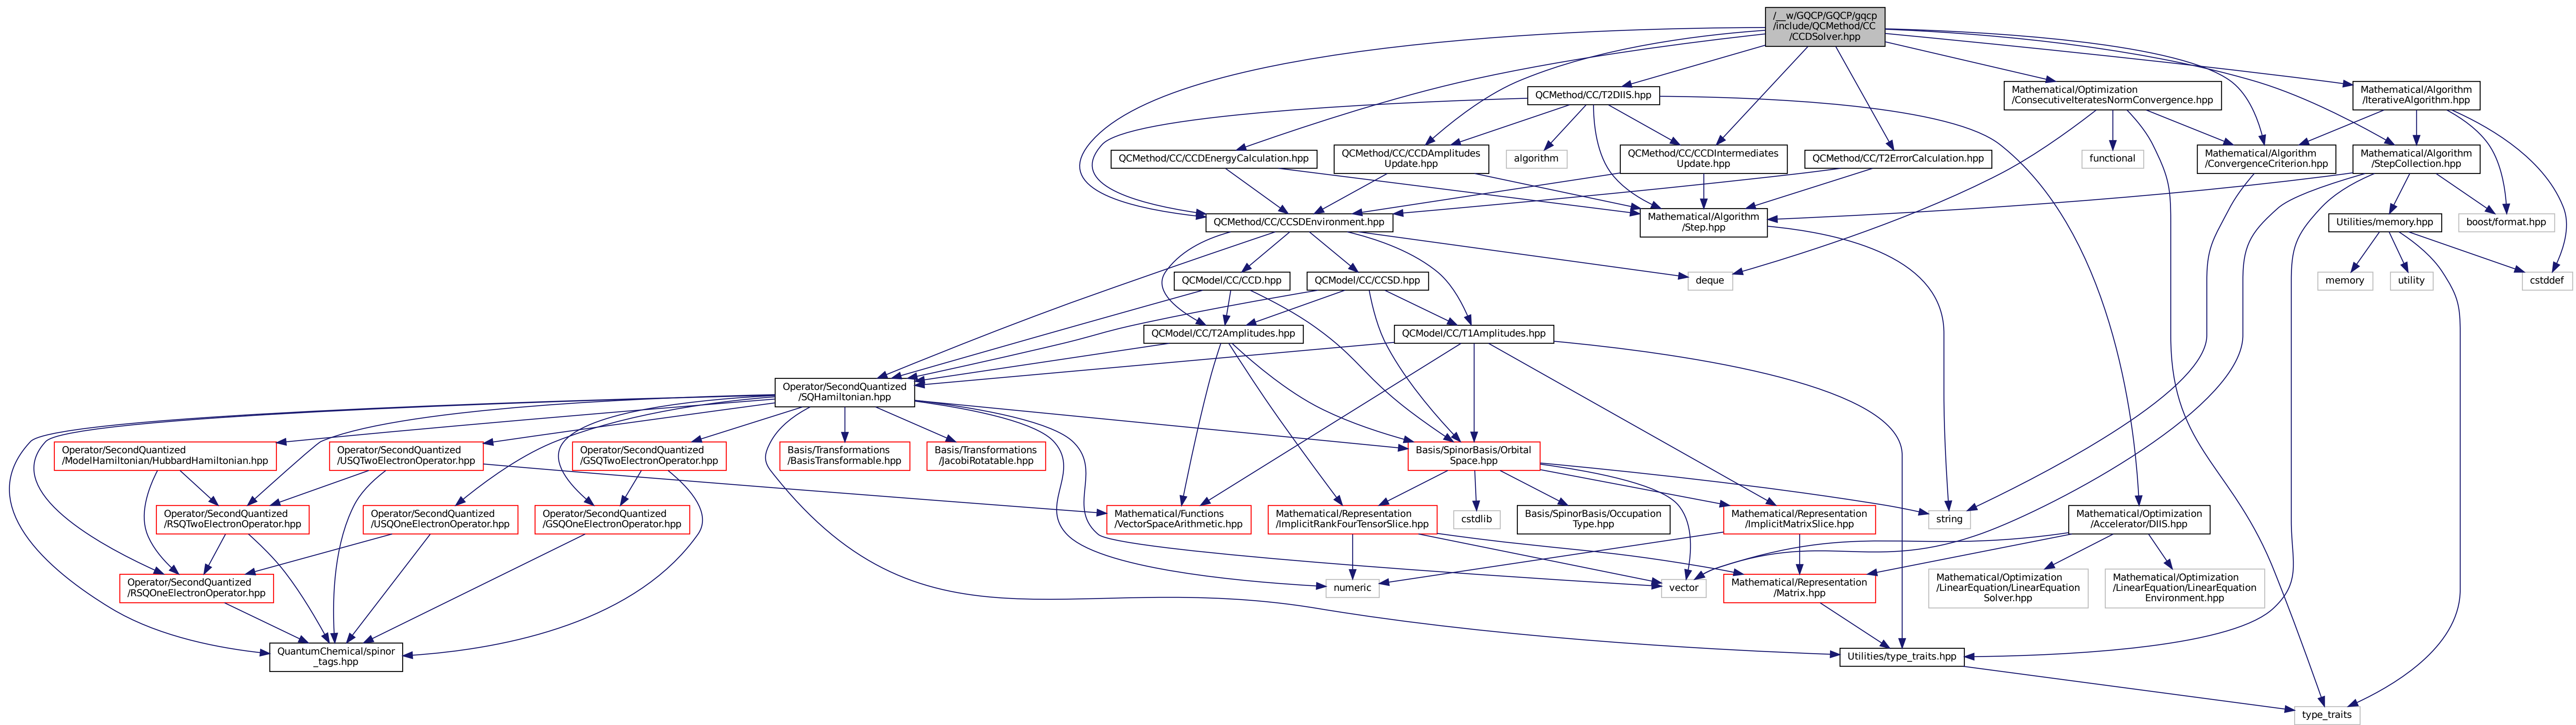 /__w/GQCP/GQCP/gqcp
/include/QCMethod/CC
/CCDSolver.hpp
QCMethod/CC/T2DIIS.hpp
Mathematical/Optimization
/ConsecutiveIteratesNormConvergence.hpp
Mathematical/Algorithm
/IterativeAlgorithm.hpp
QCMethod/CC/CCDEnergyCalculation.hpp
QCMethod/CC/CCDAmplitudes
Update.hpp
algorithm
QCMethod/CC/CCDIntermediates
Update.hpp
QCMethod/CC/T2ErrorCalculation.hpp
functional
Mathematical/Algorithm
/ConvergenceCriterion.hpp
Mathematical/Algorithm
/StepCollection.hpp
QCMethod/CC/CCSDEnvironment.hpp
Mathematical/Algorithm
/Step.hpp
Utilities/memory.hpp
boost/format.hpp
QCModel/CC/CCD.hpp
QCModel/CC/CCSD.hpp
deque
memory
utility
cstddef
QCModel/CC/T2Amplitudes.hpp
QCModel/CC/T1Amplitudes.hpp
Operator/SecondQuantized
/SQHamiltonian.hpp
Operator/SecondQuantized
/ModelHamiltonian/HubbardHamiltonian.hpp
Operator/SecondQuantized
/USQTwoElectronOperator.hpp
Operator/SecondQuantized
/GSQTwoElectronOperator.hpp
Basis/Transformations
/BasisTransformable.hpp
Basis/Transformations
/JacobiRotatable.hpp
Basis/SpinorBasis/Orbital
Space.hpp
Operator/SecondQuantized
/RSQTwoElectronOperator.hpp
Operator/SecondQuantized
/USQOneElectronOperator.hpp
Operator/SecondQuantized
/GSQOneElectronOperator.hpp
Mathematical/Functions
/VectorSpaceArithmetic.hpp
Mathematical/Representation
/ImplicitRankFourTensorSlice.hpp
cstdlib
Basis/SpinorBasis/Occupation
Type.hpp
Mathematical/Representation
/ImplicitMatrixSlice.hpp
string
Mathematical/Optimization
/Accelerator/DIIS.hpp
Operator/SecondQuantized
/RSQOneElectronOperator.hpp
numeric
vector
Mathematical/Representation
/Matrix.hpp
Mathematical/Optimization
/LinearEquation/LinearEquation
Solver.hpp
Mathematical/Optimization
/LinearEquation/LinearEquation
Environment.hpp
QuantumChemical/spinor
_tags.hpp
Utilities/type_traits.hpp
type_traits